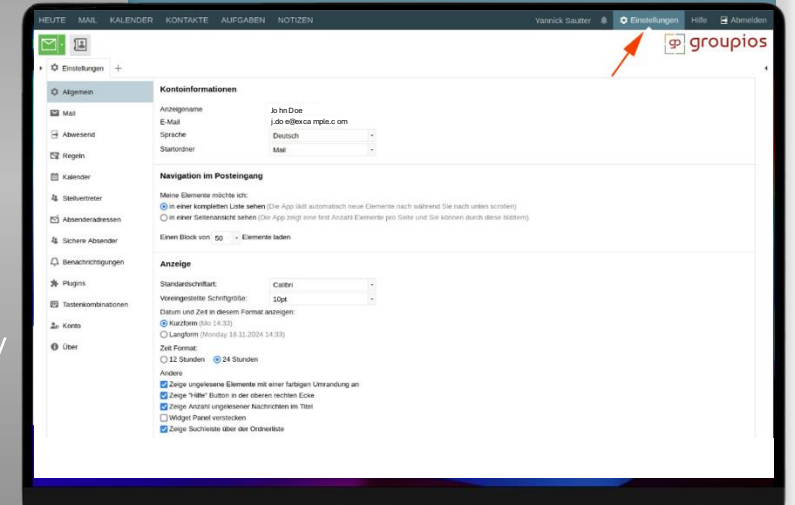 HEUTE MAIL KALENDER KONTAKTE AUFGABEN NOTIZEN Yannick Sautter Einstellungen Hilfe Abmelden
gp groupios
Einstellungen +
Allgemein
Mail
Abwesend
Regeln
Kalender
Stellvertreter
Absenderadressen
Sichere Absender
Benachrichtigungen
Plugins
Tastenkombinationen
Konto
Über
Kontoinformationen
Anzeigename Jo hn Doe
E-Mail j.do e@exca mple.c om
Sprache Deutsch
Startordner Mail
Navigation im Posteingang
Meine Elemente möchte ich:
in einer kompletten Liste sehen (Die App lädt automatisch neue Elemente nach während Sie nach unten scrollen)
in einer Seitenansicht sehen (Die App zeigt eine fest Anzahl Elemente pro Seite und Sie können durch diese blättern)
Einen Block von 50 Elemente laden
Anzeige
Standardschriftart: Calibri
Voreingestellte Schriftgröße: 10pt
Datum und Zeit in diesem Format anzeigen:
Kurzform (Mo 14:33)
Langform (Monday 18.11.2024 14:33)
Zeit Format:
12 Stunden 24 Stunden
Andere
Zeige ungelesene Elemente mit einer farbigen Umrandung an
Zeige "Hilfe" Button in der oberen rechten Ecke
Zeige Anzahl ungelesener Nachrichten im Titel
Widget Panel verstecken
Zeige Suchleiste über der Ordnerliste